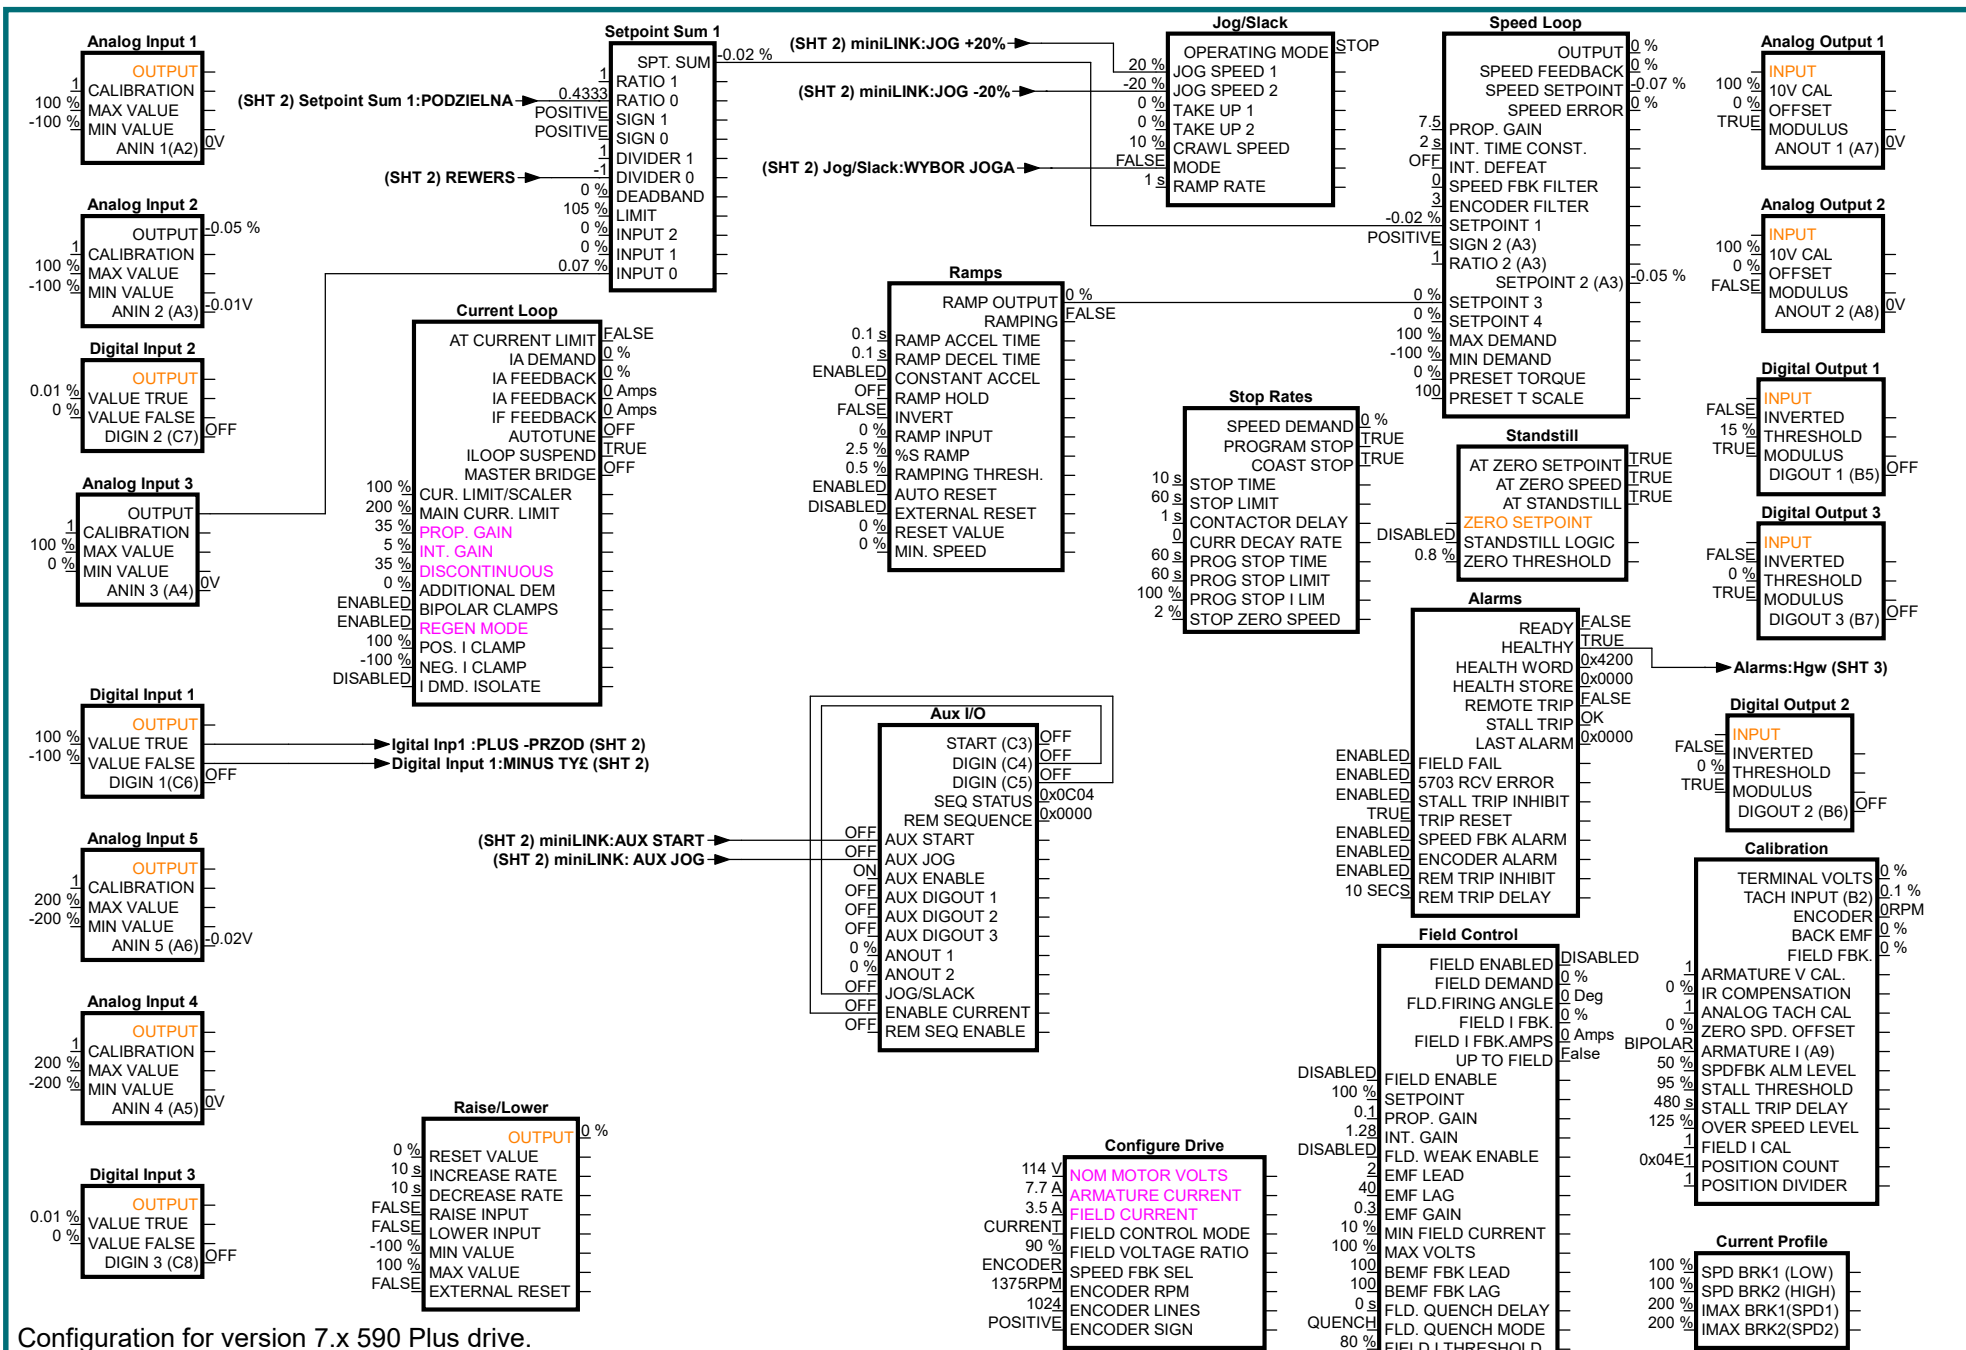 Analog Input 1
OUTPUT
1 CALIBRATION
100 % MAX VALUE
-100 % MIN VALUE
ANIN 1(A2) 0V
Analog Input 2
OUTPUT -0.05 %
1 CALIBRATION
100 % MAX VALUE
-100 % MIN VALUE
ANIN 2 (A3) -0.01V
Digital Input 2
OUTPUT
0.01 % VALUE TRUE
0 % VALUE FALSE
DIGIN 2 (C7) OFF
Analog Input 3
OUTPUT
1 CALIBRATION
100 % MAX VALUE
0 % MIN VALUE
ANIN 3 (A4) 0V
Digital Input 1
OUTPUT
100 % VALUE TRUE
-100 % VALUE FALSE
DIGIN 1(C6) OFF
Igital Inp1 :PLUS -PRZOD (SHT 2)
Digital Input 1:MINUS TY£ (SHT 2)
Analog Input 5
OUTPUT
1 CALIBRATION
200 % MAX VALUE
-200 % MIN VALUE
ANIN 5 (A6) -0.02V
Analog Input 4
OUTPUT
1 CALIBRATION
200 % MAX VALUE
-200 % MIN VALUE
ANIN 4 (A5) 0V
Digital Input 3
OUTPUT
0.01 % VALUE TRUE
0 % VALUE FALSE
DIGIN 3 (C8) OFF
Setpoint Sum 1
SPT. SUM -0.02 %
1 RATIO 1
(SHT 2) Setpoint Sum 1:PODZIELNA 0.4333 RATIO 0
POSITIVE SIGN 1
POSITIVE SIGN 0
1 DIVIDER 1
(SHT 2) REWERS -1 DIVIDER 0
0 % DEADBAND
105 % LIMIT
0 % INPUT 2
0 % INPUT 1
0.07 % INPUT 0
Current Loop
AT CURRENT LIMIT FALSE
IA DEMAND 0 %
IA FEEDBACK 0 %
IA FEEDBACK 0 Amps
IF FEEDBACK 0 Amps
AUTOTUNE OFF
ILOOP SUSPEND TRUE
MASTER BRIDGE OFF
100 % CUR. LIMIT/SCALER
200 % MAIN CURR. LIMIT
35 % PROP. GAIN
5 % INT. GAIN
35 % DISCONTINUOUS
0 % ADDITIONAL DEM
ENABLED BIPOLAR CLAMPS
ENABLED REGEN MODE
100 % POS. I CLAMP
-100 % NEG. I CLAMP
DISABLED I DMD. ISOLATE
Raise/Lower
OUTPUT 0 %
0 % RESET VALUE
10 s INCREASE RATE
10 s DECREASE RATE
FALSE RAISE INPUT
FALSE LOWER INPUT
-100 % MIN VALUE
100 % MAX VALUE
FALSE EXTERNAL RESET
Jog/Slack
OPERATING MODE STOP
(SHT 2) miniLINK:JOG +20% 20 % JOG SPEED 1
(SHT 2) miniLINK:JOG -20% -20 % JOG SPEED 2
0 % TAKE UP 1
0 % TAKE UP 2
10 % CRAWL SPEED
(SHT 2) Jog/Slack:WYBOR JOGA FALSE MODE
1 s RAMP RATE
Ramps
RAMP OUTPUT 0 %
RAMPING FALSE
0.1 s RAMP ACCEL TIME
0.1 s RAMP DECEL TIME
ENABLED CONSTANT ACCEL
OFF RAMP HOLD
FALSE INVERT
0 % RAMP INPUT
2.5 % %S RAMP
0.5 % RAMPING THRESH.
ENABLED AUTO RESET
DISABLED EXTERNAL RESET
0 % RESET VALUE
0 % MIN. SPEED
Aux I/O
START (C3) OFF
DIGIN (C4) OFF
DIGIN (C5) OFF
SEQ STATUS 0x0C04
REM SEQUENCE 0x0000
(SHT 2) miniLINK:AUX START OFF AUX START
(SHT 2) miniLINK: AUX JOG OFF AUX JOG
ON AUX ENABLE
OFF AUX DIGOUT 1
OFF AUX DIGOUT 2
OFF AUX DIGOUT 3
0 % ANOUT 1
0 % ANOUT 2
OFF JOG/SLACK
OFF ENABLE CURRENT
OFF REM SEQ ENABLE
Stop Rates
SPEED DEMAND 0 %
PROGRAM STOP TRUE
COAST STOP TRUE
10 s STOP TIME
60 s STOP LIMIT
1 s CONTACTOR DELAY
0 CURR DECAY RATE
60 s PROG STOP TIME
60 s PROG STOP LIMIT
100 % PROG STOP I LIM
2 % STOP ZERO SPEED
Configure Drive
114 V NOM MOTOR VOLTS
7.7 A ARMATURE CURRENT
3.5 A FIELD CURRENT
CURRENT FIELD CONTROL MODE
90 % FIELD VOLTAGE RATIO
ENCODER SPEED FBK SEL
1375RPM ENCODER RPM
1024 ENCODER LINES
POSITIVE ENCODER SIGN
Speed Loop
OUTPUT 0 %
SPEED FEEDBACK 0 %
SPEED SETPOINT -0.07 %
SPEED ERROR 0 %
7.5 PROP. GAIN
2 s INT. TIME CONST.
OFF INT. DEFEAT
0 SPEED FBK FILTER
3 ENCODER FILTER
-0.02 % SETPOINT 1
POSITIVE SIGN 2 (A3)
1 RATIO 2 (A3)
SETPOINT 2 (A3) -0.05 %
0 % SETPOINT 3
0 % SETPOINT 4
100 % MAX DEMAND
-100 % MIN DEMAND
0 % PRESET TORQUE
100 PRESET T SCALE
Standstill
AT ZERO SETPOINT TRUE
AT ZERO SPEED TRUE
AT STANDSTILL TRUE
ZERO SETPOINT
DISABLED STANDSTILL LOGIC
0.8 % ZERO THRESHOLD
Alarms
READY FALSE
HEALTHY TRUE
HEALTH WORD 0x4200
HEALTH STORE 0x0000
REMOTE TRIP FALSE
STALL TRIP OK
LAST ALARM 0x0000
ENABLED FIELD FAIL
ENABLED 5703 RCV ERROR
ENABLED STALL TRIP INHIBIT
TRUE TRIP RESET
ENABLED SPEED FBK ALARM
ENABLED ENCODER ALARM
ENABLED REM TRIP INHIBIT
10 SECS REM TRIP DELAY
Alarms:Hgw (SHT 3)
Field Control
FIELD ENABLED DISABLED
FIELD DEMAND 0 %
FLD.FIRING ANGLE 0 Deg
FIELD I FBK. 0 %
FIELD I FBK.AMPS 0 Amps
UP TO FIELD False
DISABLED FIELD ENABLE
100 % SETPOINT
0.1 PROP. GAIN
1.28 INT. GAIN
DISABLED FLD. WEAK ENABLE
2 EMF LEAD
40 EMF LAG
0.3 EMF GAIN
10 % MIN FIELD CURRENT
100 % MAX VOLTS
100 BEMF FBK LEAD
100 BEMF FBK LAG
0 s FLD. QUENCH DELAY
QUENCH FLD. QUENCH MODE
80 % FIELD I THRESHOLD
Analog Output 1
INPUT
100 % 10V CAL
0 % OFFSET
TRUE MODULUS
ANOUT 1 (A7) 0V
Analog Output 2
INPUT
100 % 10V CAL
0 % OFFSET
FALSE MODULUS
ANOUT 2 (A8) 0V
Digital Output 1
INPUT
FALSE INVERTED
15 % THRESHOLD
TRUE MODULUS
DIGOUT 1 (B5) OFF
Digital Output 3
INPUT
FALSE INVERTED
0 % THRESHOLD
TRUE MODULUS
DIGOUT 3 (B7) OFF
Digital Output 2
INPUT
FALSE INVERTED
0 % THRESHOLD
TRUE MODULUS
DIGOUT 2 (B6) OFF
Calibration
TERMINAL VOLTS 0 %
TACH INPUT (B2) 0.1 %
ENCODER 0RPM
BACK EMF 0 %
FIELD FBK. 0 %
1 ARMATURE V CAL.
0 % IR COMPENSATION
1 ANALOG TACH CAL
0 % ZERO SPD. OFFSET
BIPOLAR ARMATURE I (A9)
50 % SPDFBK ALM LEVEL
95 % STALL THRESHOLD
480 s STALL TRIP DELAY
125 % OVER SPEED LEVEL
1 FIELD I CAL
0x04E1 POSITION COUNT
1 POSITION DIVIDER
Current Profile
100 % SPD BRK1 (LOW)
100 % SPD BRK2 (HIGH)
200 % IMAX BRK1(SPD1)
200 % IMAX BRK2(SPD2)
Configuration for version 7.x 590 Plus drive.